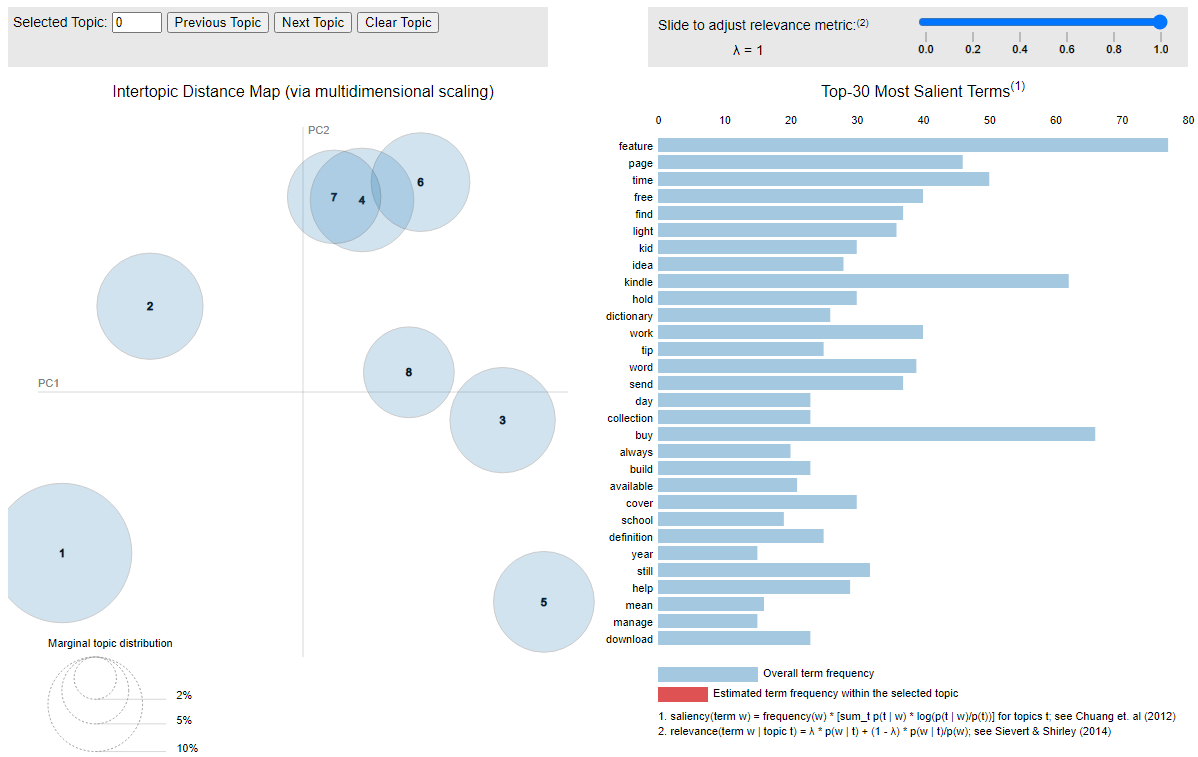 Selected Topic: 0 Previous Topic Next Topic Clear Topic
Slide to adjust relevance metric:(2)
λ = 1
0.0 0.2 0.4 0.6 0.8 1.0
Intertopic Distance Map (via multidimensional scaling)
PC2
PC1
7
4
6
2
8
3
1
5
Marginal topic distribution
2%
5%
10%
Top-30 Most Salient Terms(1)
0 10 20 30 40 50 60 70 80
feature
page
time
free
find
light
kid
idea
kindle
hold
dictionary
work
tip
word
send
day
collection
buy
always
build
available
cover
school
definition
year
still
help
mean
manage
download
Overall term frequency
Estimated term frequency within the selected topic
1. saliency(term w) = frequency(w) * [sum_t p(t | w) * log(p(t | w)/p(t))] for topics t; see Chuang et. al (2012)
2. relevance(term w | topic t) = λ * p(w | t) + (1 - λ) * p(w | t)/p(w); see Sievert & Shirley (2014)